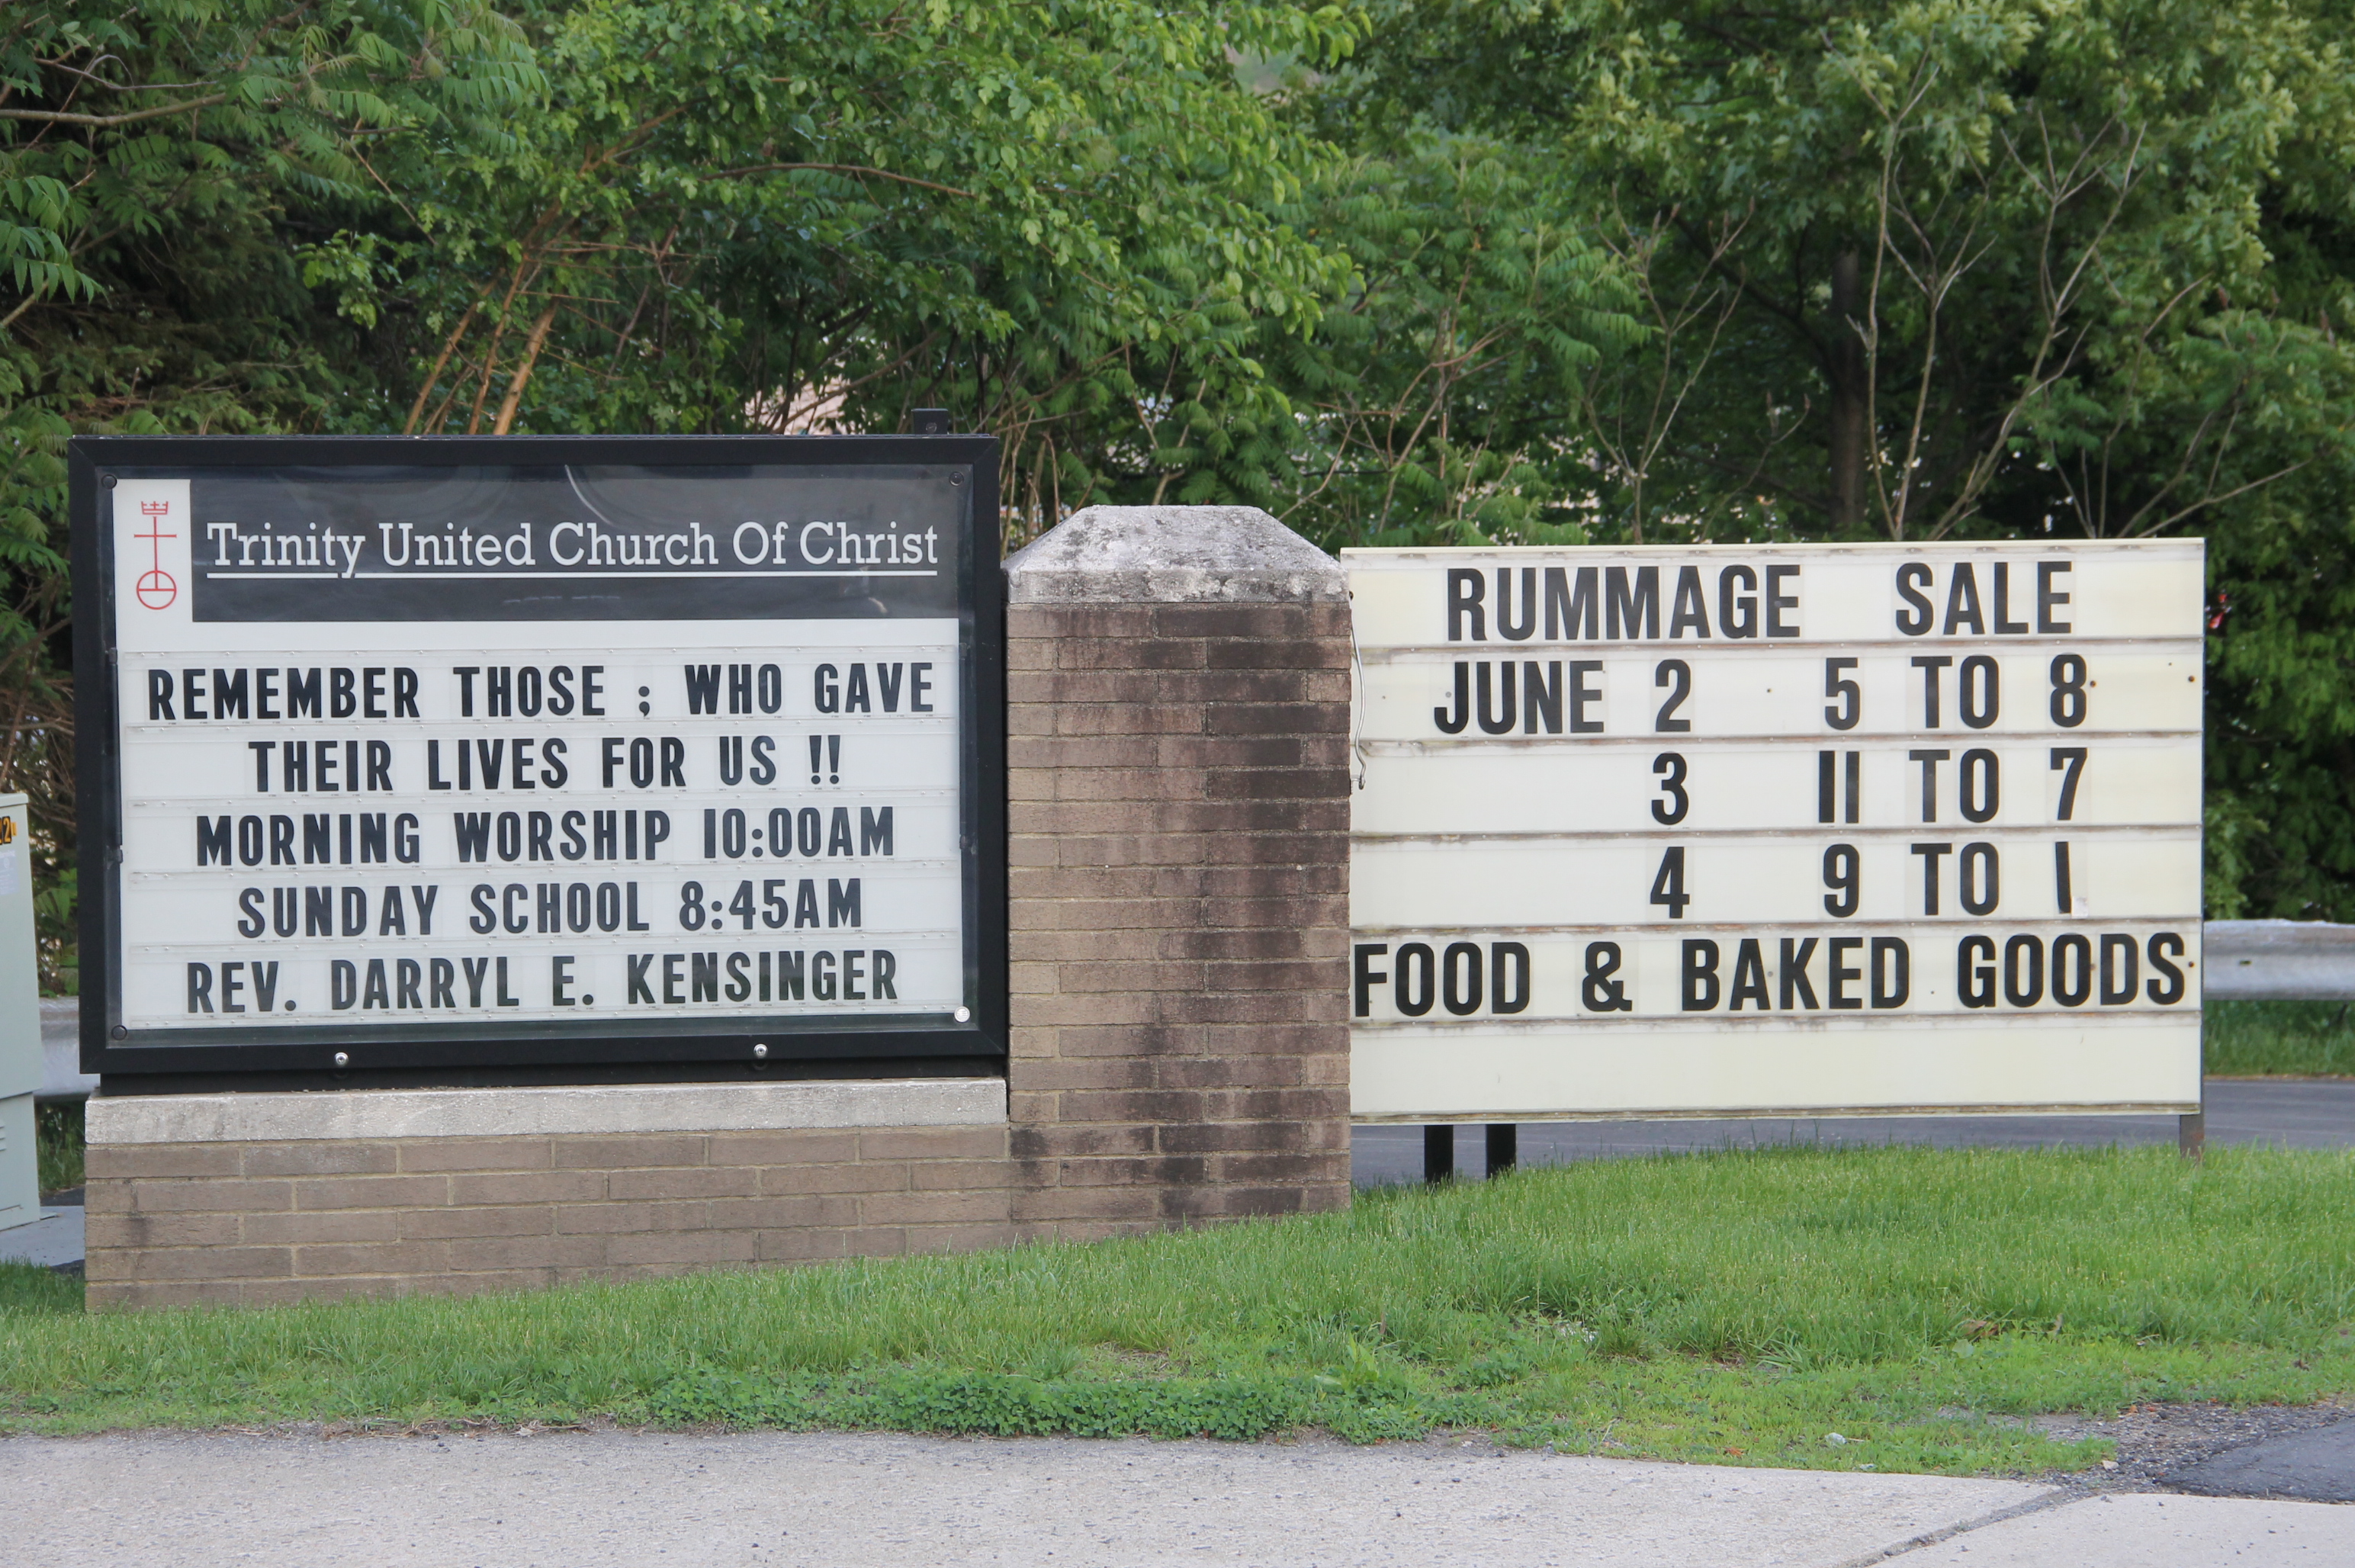 Trinity United Church Of Christ
REMEMBER THOSE ; WHO GAVE
THEIR LIVES FOR US !!
MORNING WORSHIP 10:00AM
SUNDAY SCHOOL 8:45AM
REV. DARRYL E. KENSINGER
RUMMAGE SALE
JUNE 2 5 TO 8
3 11 TO 7
4 9 TO 1
FOOD & BAKED GOODS